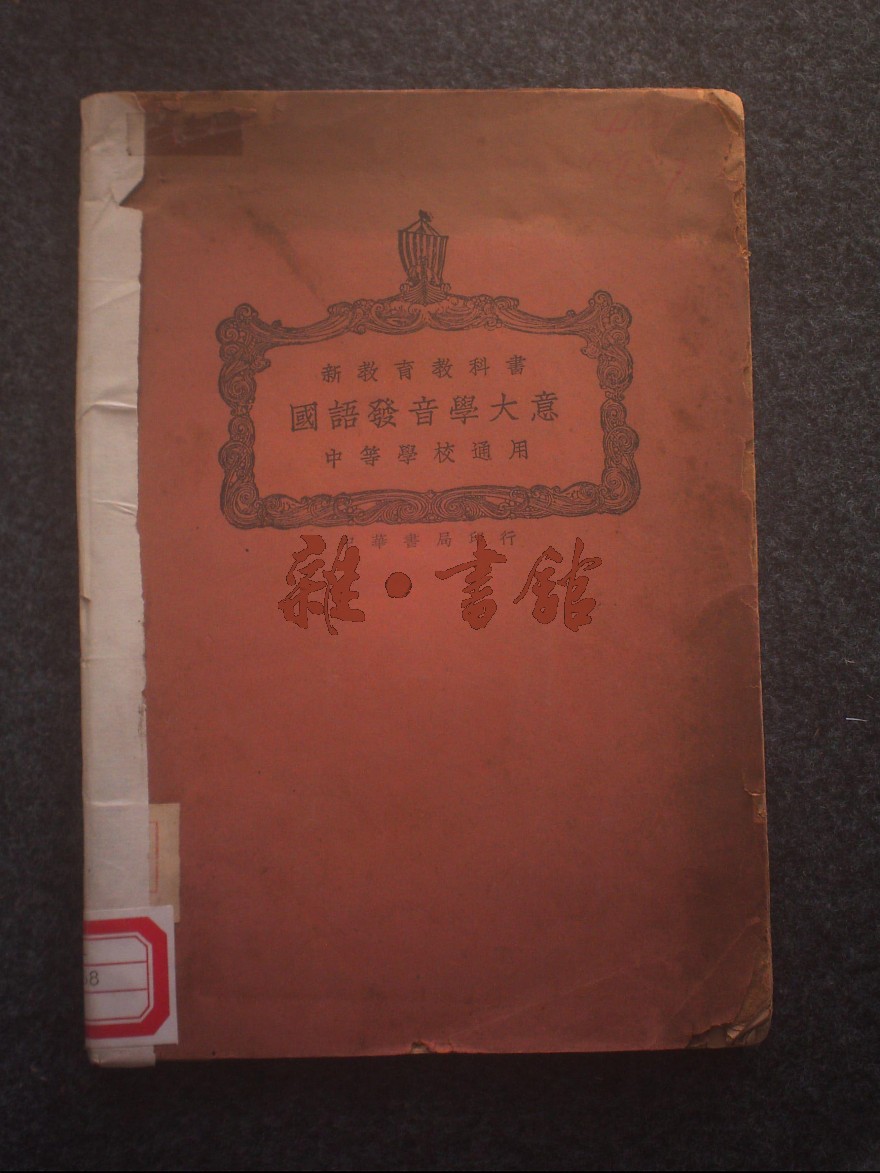 新教育教科書
國語發音學大意
中等學校通用
中華書局印行
雜·書館